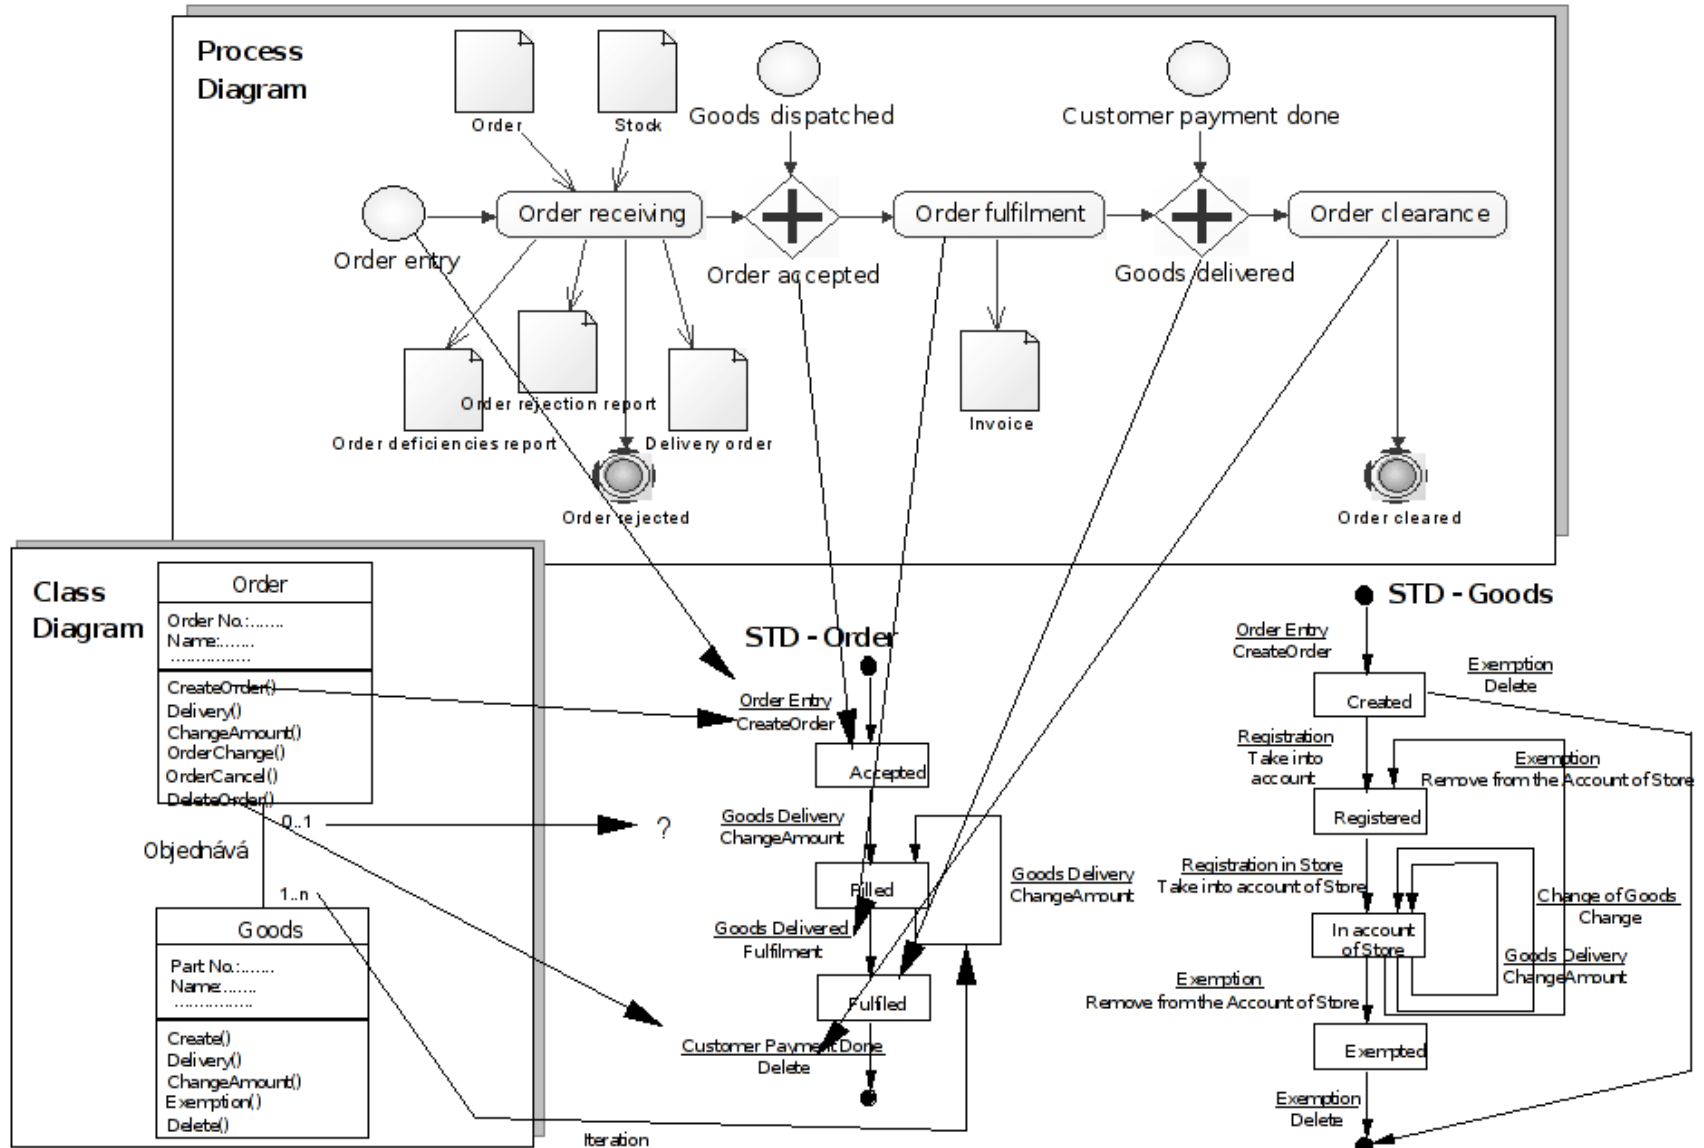 Process
Diagram
Order
Stock
Goods dispatched
Customer payment done
Order receiving
Order fulfilment
Order clearance
Order entry
Order accepted
Goods delivered
Order rejection report
Order deficiencies report
Delivery order
Invoice
Order rejected
Order cleared
Class
Diagram
Order
Order No.:.......
Name:.......
................
CreateOrder()
Delivery()
ChangeAmount()
OrderChange()
OrderCancel()
DeleteOrder()
0..1
?
Objednává
1..n
Goods
Part No.:.......
Name:.......
................
Create()
Delivery()
ChangeAmount()
Exemption()
Delete()
Iteration
STD - Order
Order Entry
CreateOrder
Accepted
Goods Delivery
ChangeAmount
Filled
Goods Delivery
ChangeAmount
Goods Delivered
Fulfilment
Fulfilled
Customer Payment Done
Delete
STD - Goods
Order Entry
CreateOrder
Exemption
Delete
Created
Registration
Take into
account
Exemption
Remove from the Account of Store
Registered
Registration in Store
Take into account of Store
Change of Goods
Change
In account
of Store
Goods Delivery
ChangeAmount
Exemption
Remove from the Account of Store
Exempted
Exemption
Delete